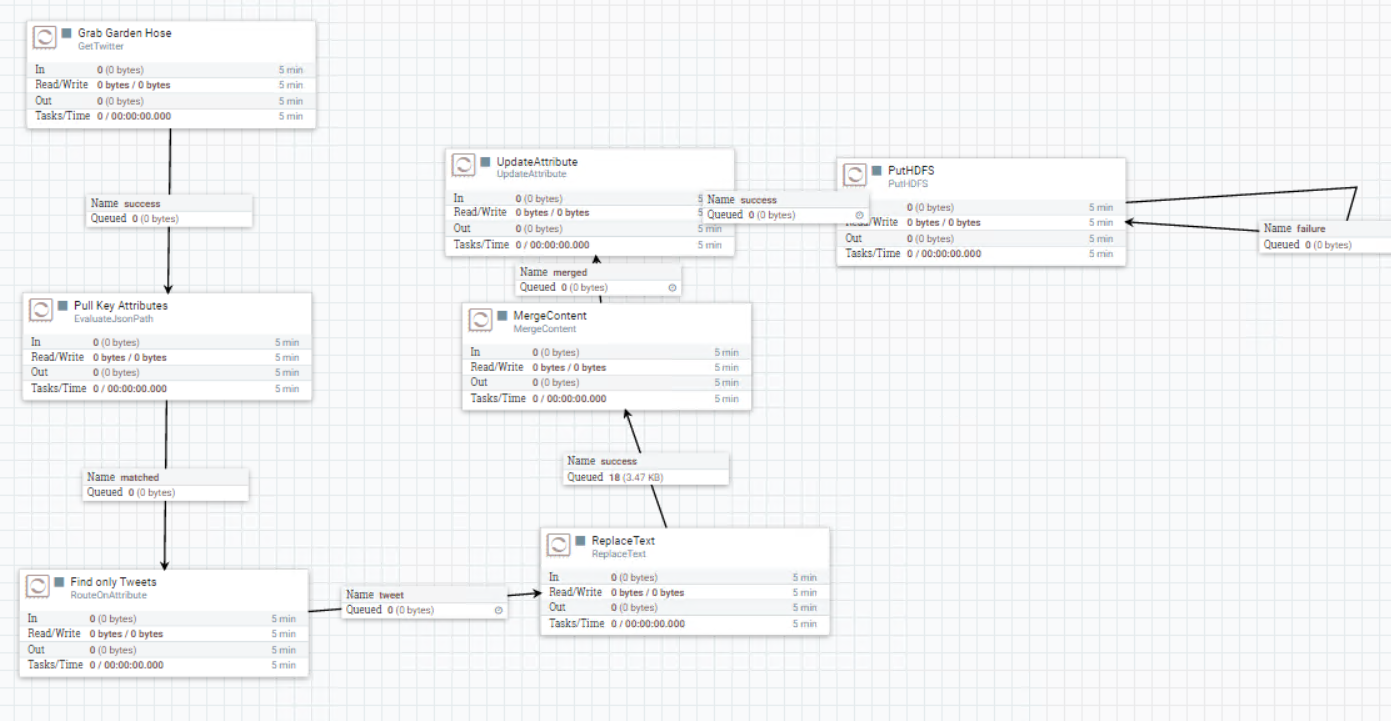 Grab Garden Hose
GetTwitter
In 0 (0 bytes) 5 min
Read/Write 0 bytes / 0 bytes 5 min
Out 0 (0 bytes) 5 min
Tasks/Time 0 / 00:00:00.000 5 min
Name success
Queued 0 (0 bytes)
Pull Key Attributes
EvaluateJsonPath
In 0 (0 bytes) 5 min
Read/Write 0 bytes / 0 bytes 5 min
Out 0 (0 bytes) 5 min
Tasks/Time 0 / 00:00:00.000 5 min
Name matched
Queued 0 (0 bytes)
Find only Tweets
RouteOnAttribute
In 0 (0 bytes) 5 min
Read/Write 0 bytes / 0 bytes 5 min
Out 0 (0 bytes) 5 min
Tasks/Time 0 / 00:00:00.000 5 min
Name tweet
Queued 0 (0 bytes)
ReplaceText
ReplaceText
In 0 (0 bytes) 5 min
Read/Write 0 bytes / 0 bytes 5 min
Out 0 (0 bytes) 5 min
Tasks/Time 0 / 00:00:00.000 5 min
Name success
Queued 18 (3.47 KB)
MergeContent
MergeContent
In 0 (0 bytes) 5 min
Read/Write 0 bytes / 0 bytes 5 min
Out 0 (0 bytes) 5 min
Tasks/Time 0 / 00:00:00.000 5 min
Name merged
Queued 0 (0 bytes)
UpdateAttribute
UpdateAttribute
In 0 (0 bytes) 5
Read/Write 0 bytes / 0 bytes 5
Out 0 (0 bytes) 5 min
Tasks/Time 0 / 00:00:00.000 5 min
Name success
Queued 0 (0 bytes)
PutHDFS
PutHDFS
0 (0 bytes) 5 min
Read/Write 0 bytes / 0 bytes 5 min
Out 0 (0 bytes) 5 min
Tasks/Time 0 / 00:00:00.000 5 min
Name failure
Queued 0 (0 bytes)